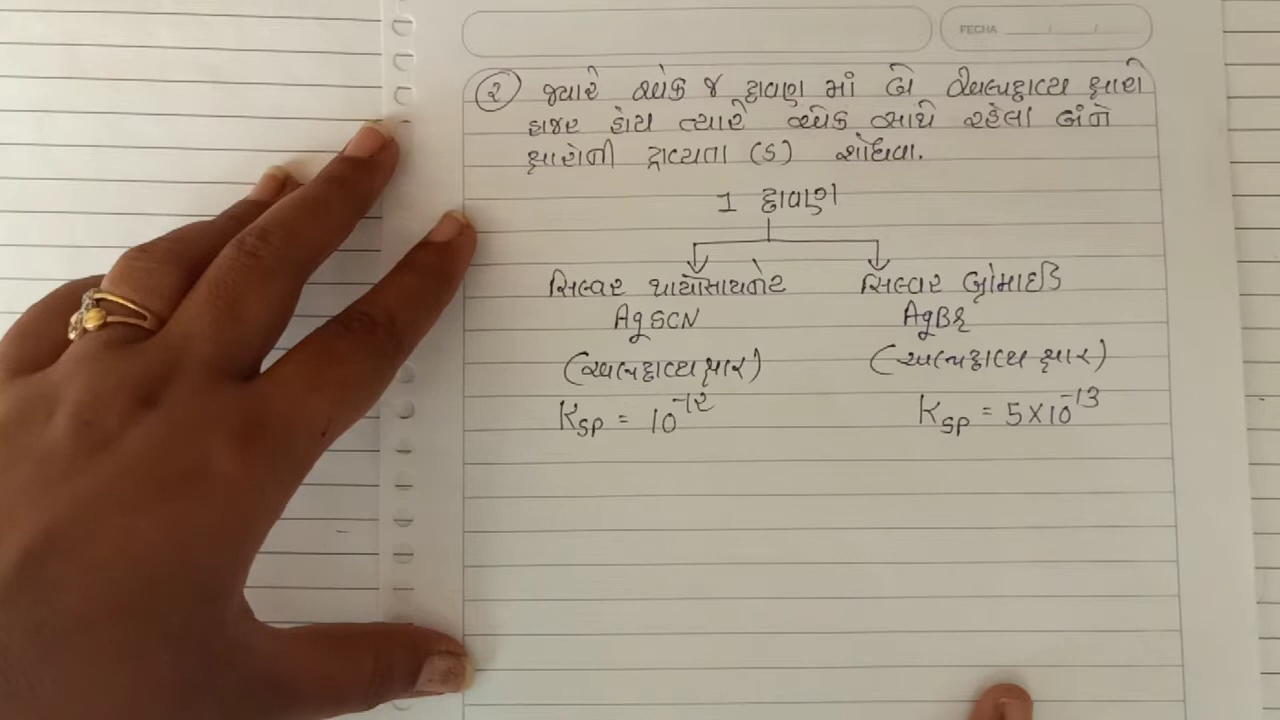 FECHA
(૨) જ્યારે એક જ દ્રાવણ માં બે અલ્પદ્રાવ્ય ક્ષારો
હાજર હોય ત્યારે એક સાથે રહેલા બંને
ક્ષારોની દ્રાવ્યતા (S) શોધવા.
1 દ્રાવણ
સિલ્વર થાયોસાયનેટ સિલ્વર બ્રોમાઇડ
AgSCN AgBr
(અલ્પદ્રાવ્ય ક્ષાર) (અલ્પદ્રાવ્ય ક્ષાર)
Ksp = 10⁻¹² Ksp = 5×10⁻¹³